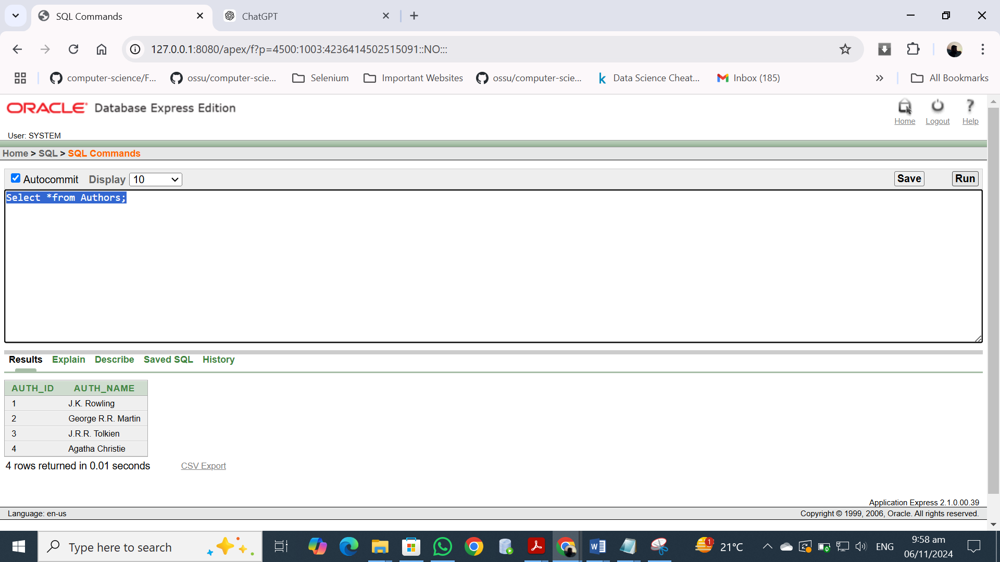 SQL Commands
ChatGPT
127.0.0.1:8080/apex/f?p=4500:1003:4236414502515091::NO:::
computer-science/F...
ossu/computer-scie...
Selenium
Important Websites
ossu/computer-scie...
Data Science Cheat...
Inbox (185)
All Bookmarks
ORACLE Database Express Edition
Home
Logout
Help
User: SYSTEM
Home > SQL > SQL Commands
Autocommit Display 10
Save
Run
Select *from Authors;
Results Explain Describe Saved SQL History
AUTH_ID AUTH_NAME
1 J.K. Rowling
2 George R.R. Martin
3 J.R.R. Tolkien
4 Agatha Christie
4 rows returned in 0.01 seconds
CSV Export
Application Express 2.1.0.00.39
Language: en-us
Copyright © 1999, 2006, Oracle. All rights reserved.
Type here to search
1
21°C
ENG
9:58 am
06/11/2024